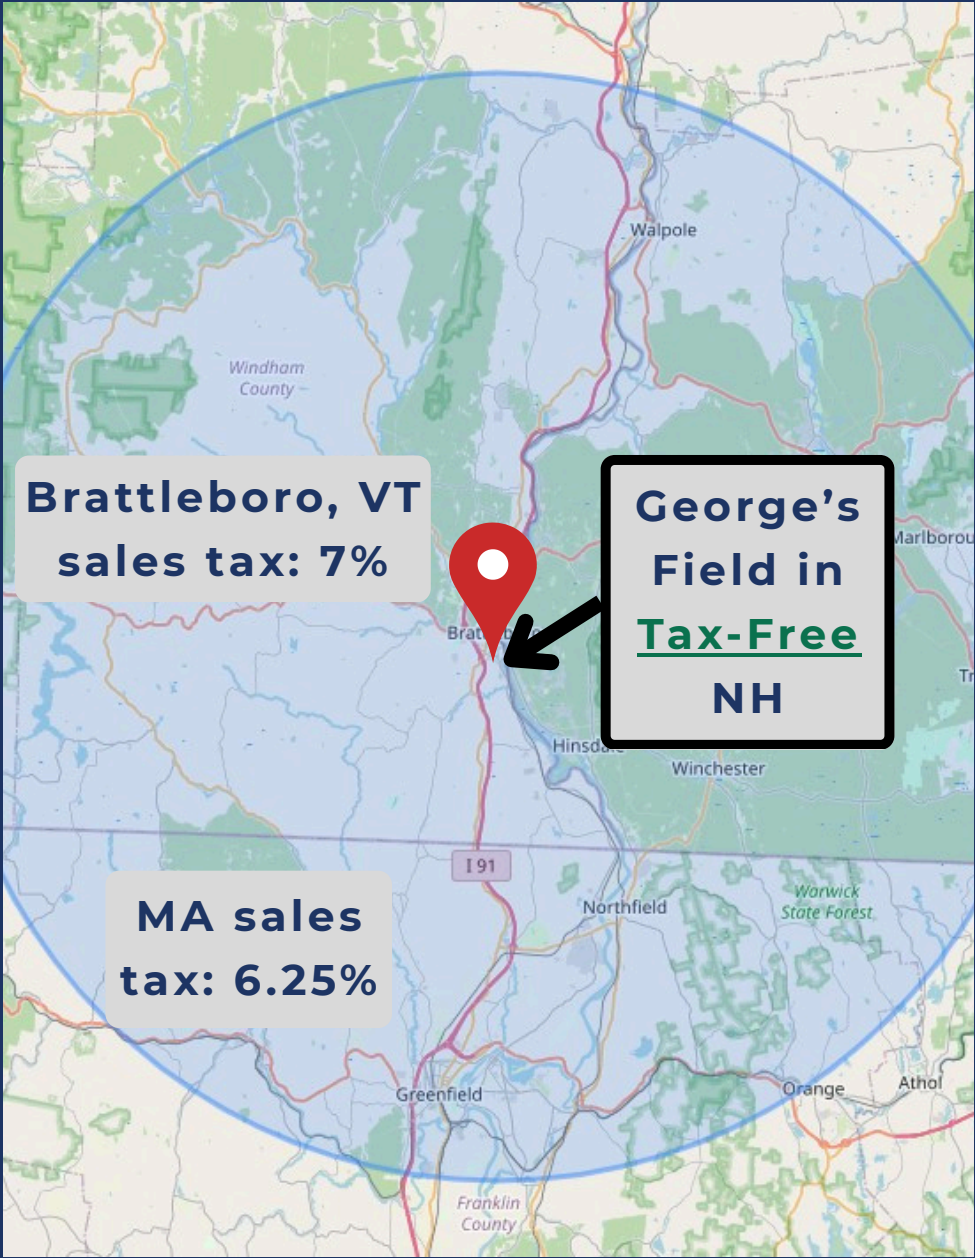 Walpole
Windham
County
Brattleboro, VT
sales tax: 7%
George’s
Field in
Tax-Free
NH
Hinsdale
Winchester
I 91
MA sales
tax: 6.25%
Northfield
Warwick
State Forest
Greenfield
Orange
Athol
Franklin
County